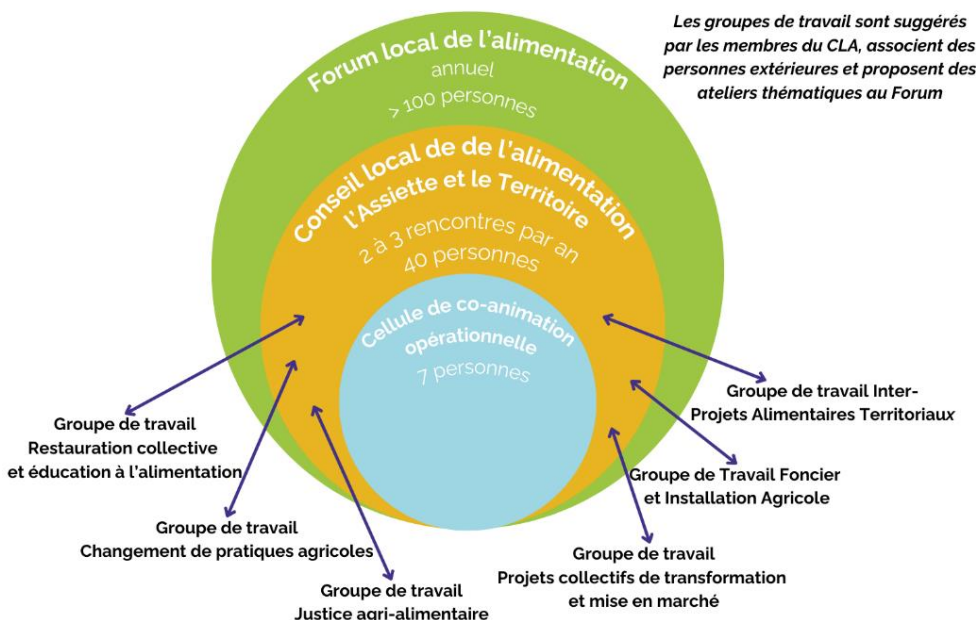 Les groupes de travail sont suggérés
par les membres du CLA, associent des
personnes extérieures et proposent des
ateliers thématiques au Forum
Forum local de l'alimentation
annuel
> 100 personnes
Conseil local de de l'alimentation
l'Assiette et le Territoire
2 à 3 rencontres par an
40 personnes
Cellule de co-animation
opérationnelle
7 personnes
Groupe de travail
Restauration collective
et éducation à l'alimentation
Groupe de travail
Changement de pratiques agricoles
Groupe de travail
Justice agri-alimentaire
Groupe de travail Inter-
Projets Alimentaires Territoriaux
Groupe de Travail Foncier
et Installation Agricole
Groupe de travail
Projets collectifs de transformation
et mise en marché